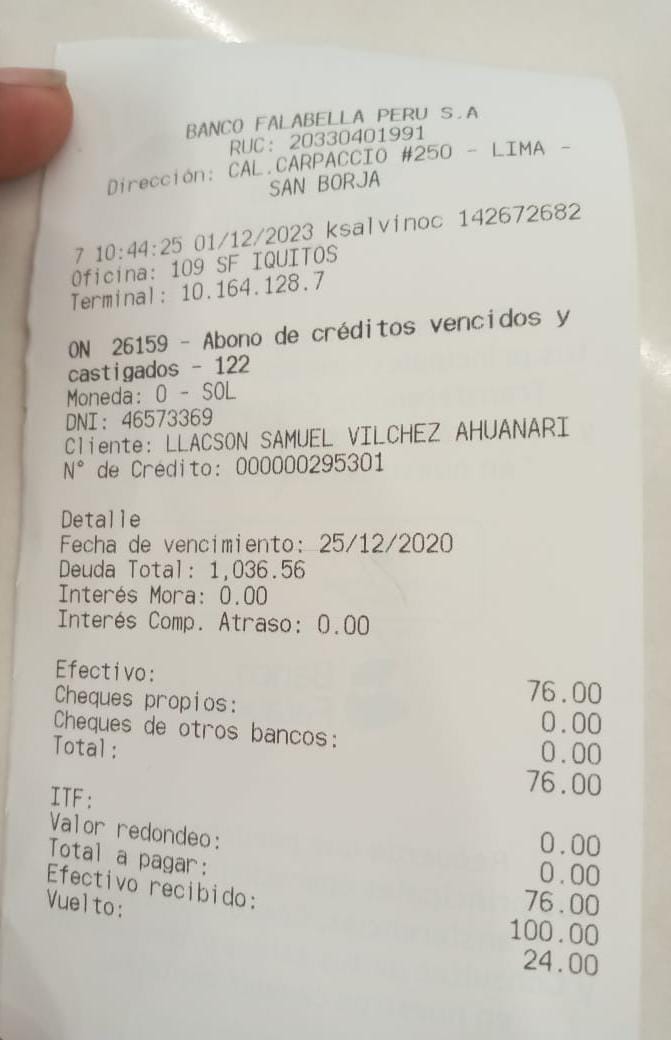 BANCO FALABELLA PERU S.A
RUC: 20330401991
Dirección: CAL.CARPACCIO #250 - LIMA -
SAN BORJA
7 10:44:25 01/12/2023 ksalvinoc 142672682
Oficina: 109 SF IQUITOS
Terminal: 10.164.128.7
ON 26159 - Abono de créditos vencidos y
castigados - 122
Moneda: 0 - SOL
DNI: 46573369
Cliente: LLACSON SAMUEL VILCHEZ AHUANARI
N° de Crédito: 000000295301
Detalle
Fecha de vencimiento: 25/12/2020
Deuda Total: 1,036.56
Interés Mora: 0.00
Interés Comp. Atraso: 0.00
Efectivo: 76.00
Cheques propios: 0.00
Cheques de otros bancos: 0.00
Total: 76.00
ITF: 0.00
Valor redondeo: 0.00
Total a pagar: 76.00
Efectivo recibido: 100.00
Vuelto: 24.00